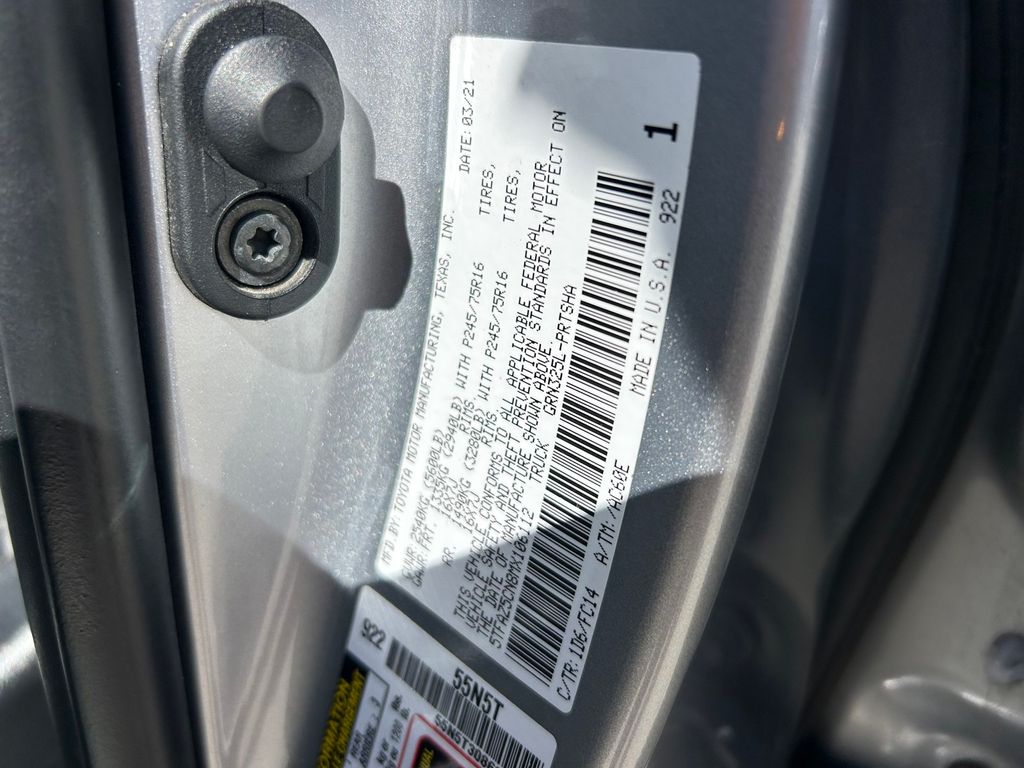 MFD BY:TOYOTA MOTOR MANUFACTURING, TEXAS, INC. DATE:03/21
GVWR 2540KG (5600LB)
GAWR FRT 1335KG (2940LB)
16X7J RIMS, WITH P245/75R16 TIRES,
RR. 1490KG (3280LB)
16X7J RIMS, WITH P245/75R16 TIRES,
THIS VEHICLE CONFORMS TO ALL APPLICABLE FEDERAL MOTOR
VEHICLE SAFETY AND THEFT PREVENTION STANDARDS IN EFFECT ON
THE DATE OF MANUFACTURE SHOWN ABOVE.
5TFAZ5CN8MX106112 TRUCK GRN325L-PRTSHA
1
C/TR:1D6/FC14 A/TM:/AC60E MADE IN U.S.A. 922
922
55N5T